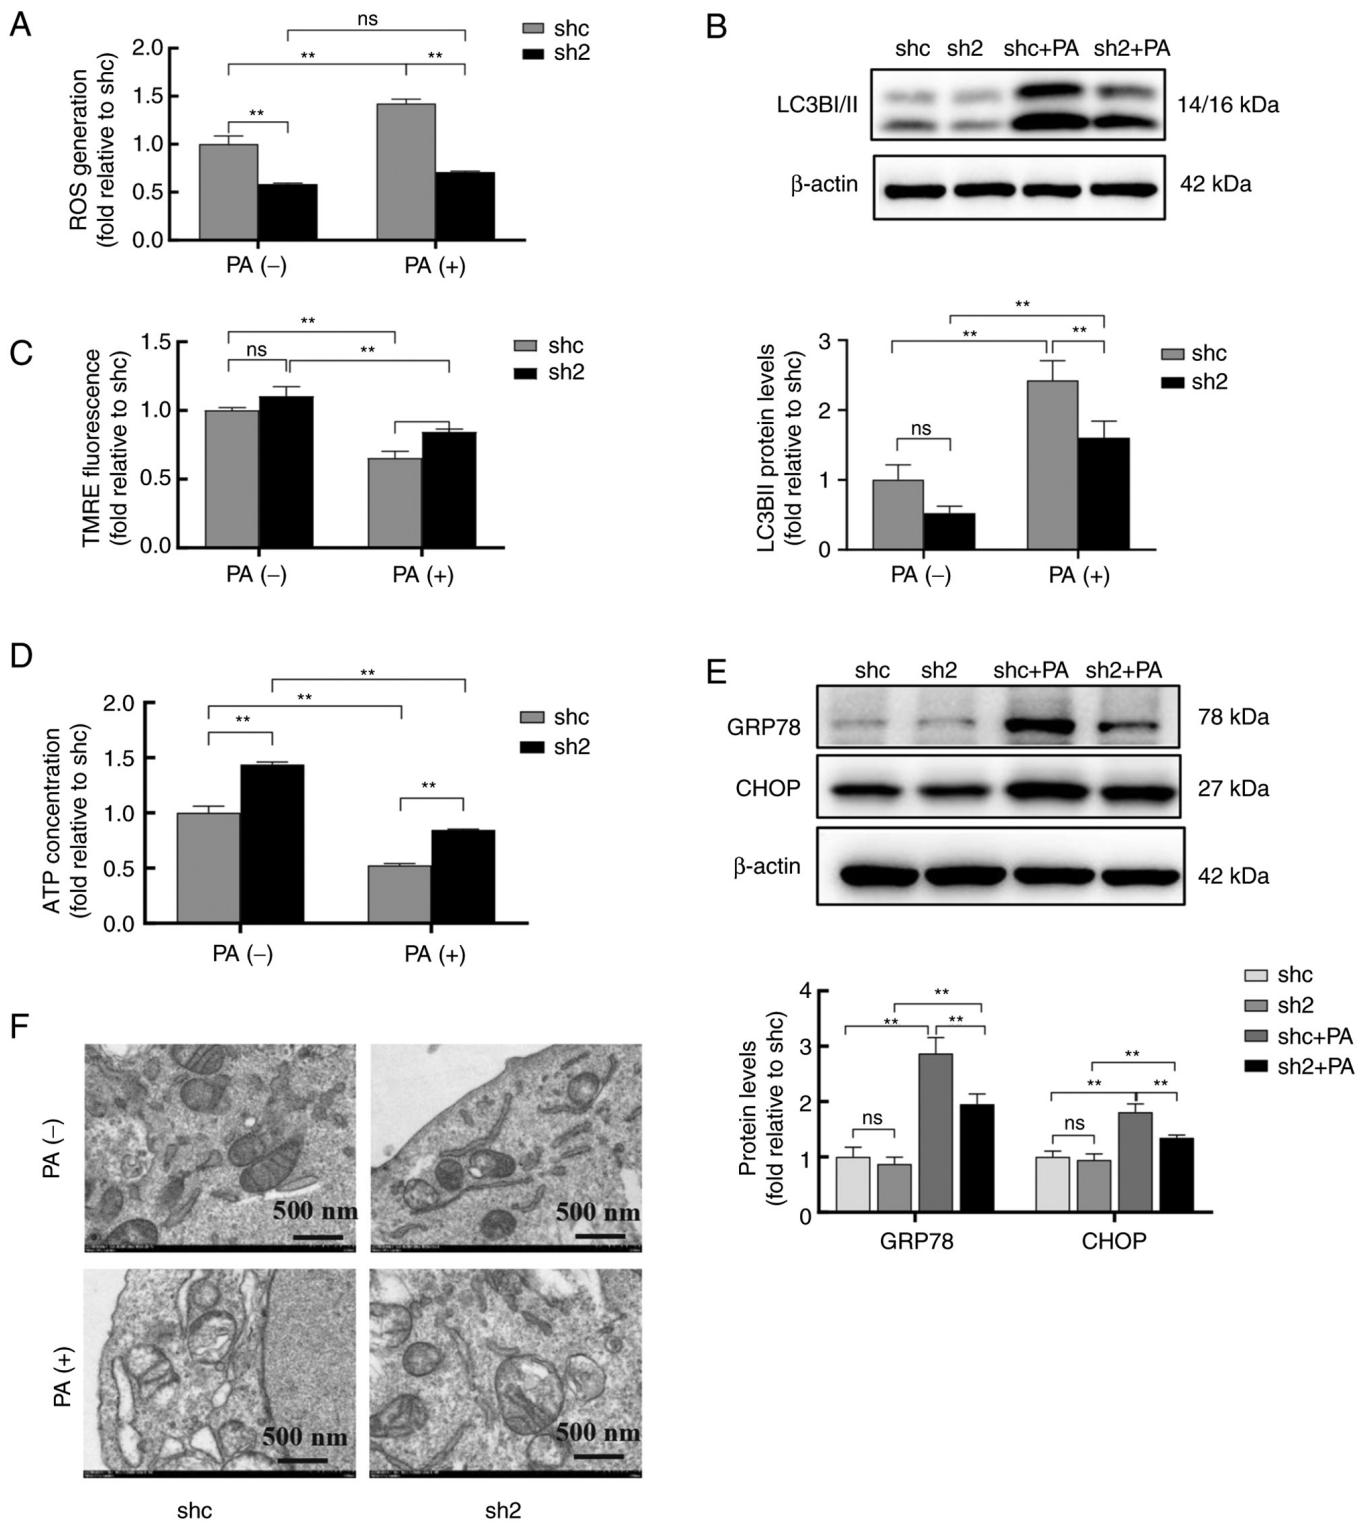 A
ns
shc
sh2
2.0
**
**
1.5
**
1.0
0.5
0.0
ROS generation
(fold relative to shc)
PA (–)
PA (+)
B
shc
sh2
shc+PA
sh2+PA
LC3BI/II
14/16 kDa
β-actin
42 kDa
**
**
**
3
shc
sh2
2
ns
1
0
LC3BII protein levels
(fold relative to shc)
PA (–)
PA (+)
C
**
1.5
ns
**
shc
sh2
1.0
0.5
0.0
TMRE fluorescence
(fold relative to shc)
PA (–)
PA (+)
D
**
**
2.0
**
shc
sh2
1.5
**
1.0
0.5
0.0
ATP concentration
(fold relative to shc)
PA (–)
PA (+)
E
shc
sh2
shc+PA
sh2+PA
GRP78
78 kDa
CHOP
27 kDa
β-actin
42 kDa
shc
sh2
shc+PA
sh2+PA
4
**
**
**
3
**
**
**
2
ns
ns
1
0
Protein levels
(fold relative to shc)
GRP78
CHOP
F
PA (–)
500 nm
500 nm
PA (+)
500 nm
500 nm
shc
sh2